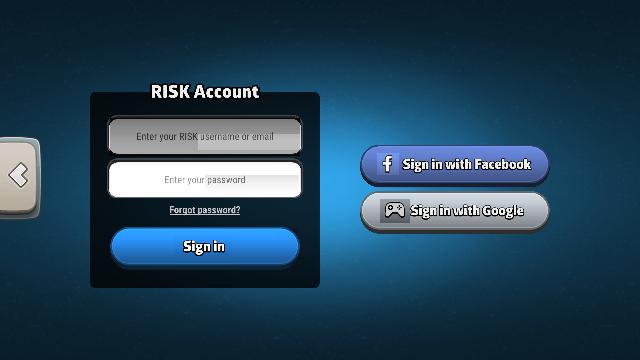 RISK Account
Enter your RISK username or email
Enter your password
Forgot password?
Sign in
Sign in with Facebook
Sign in with Google